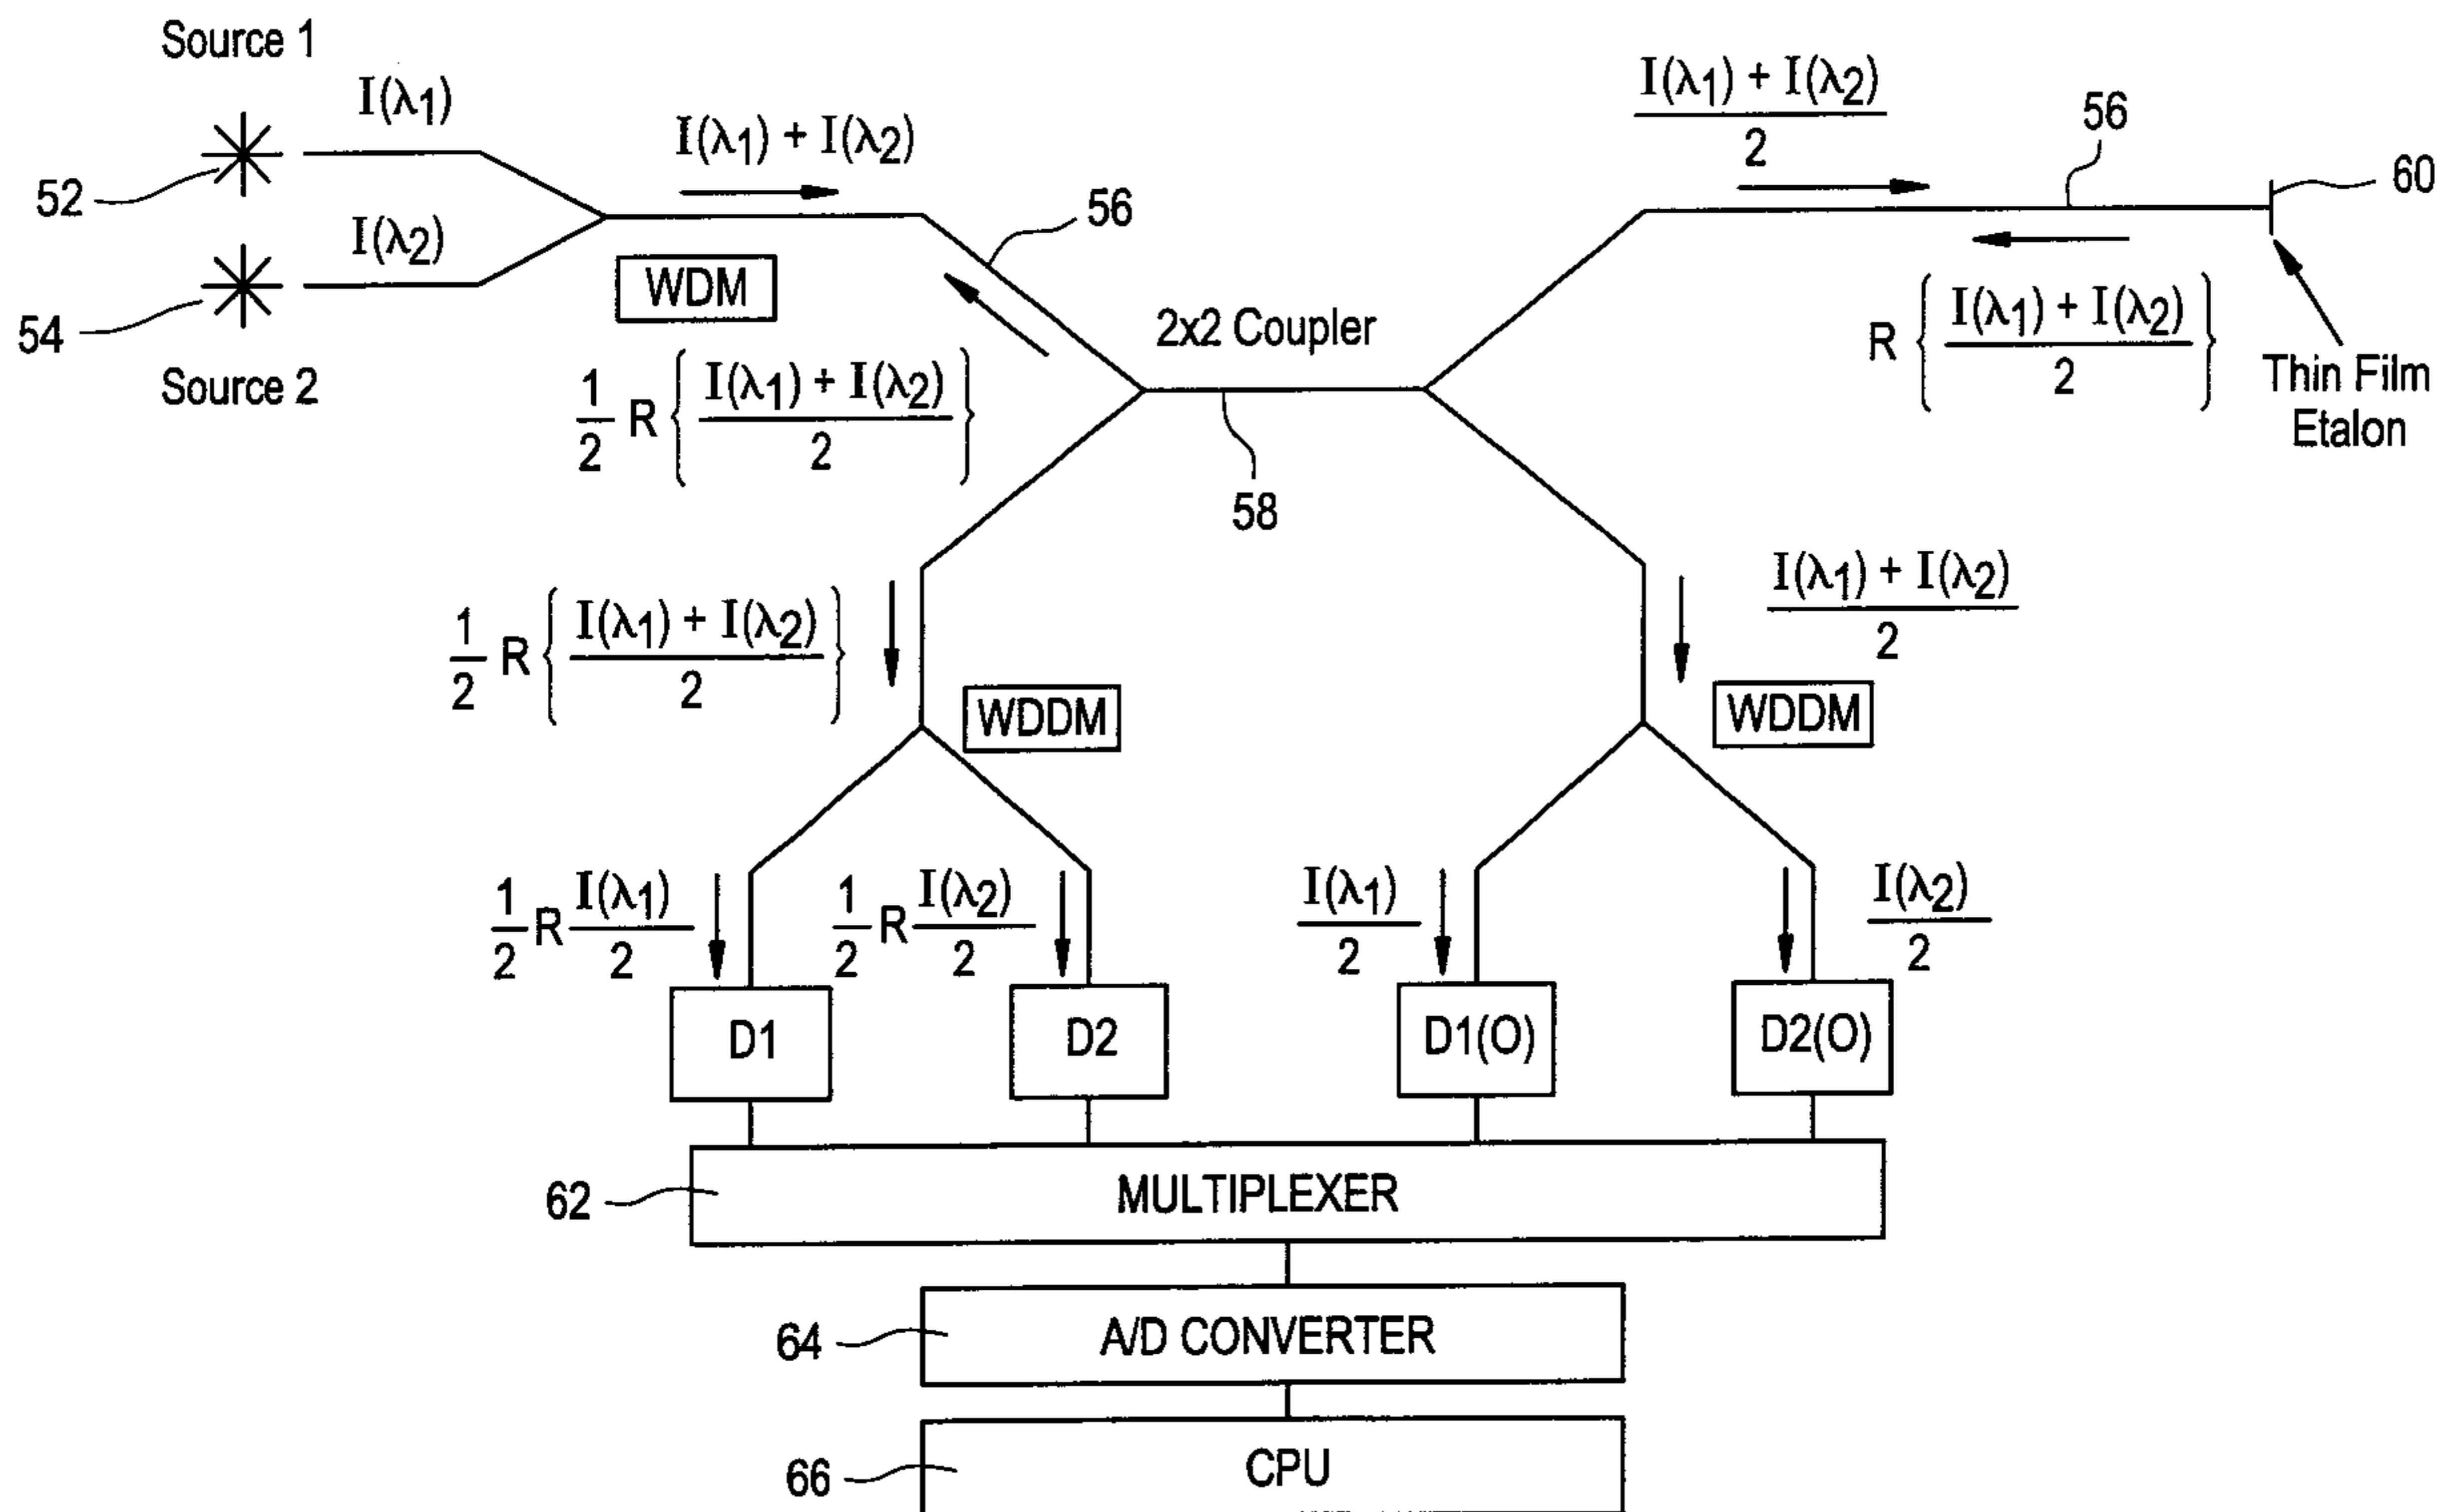 Source 1
I(λ1)
52
I(λ2)
54
Source 2
I(λ1) + I(λ2)
WDM
56
1/2 R { I(λ1) + I(λ2) / 2 }
2x2 Coupler
58
I(λ1) + I(λ2) / 2
56
60
R { I(λ1) + I(λ2) / 2 }
Thin Film
Etalon
1/2 R { I(λ1) + I(λ2) / 2 }
WDDM
I(λ1) + I(λ2) / 2
WDDM
1/2 R I(λ1) / 2
1/2 R I(λ2) / 2
I(λ1) / 2
I(λ2) / 2
D1
D2
D1(O)
D2(O)
62
MULTIPLEXER
64
A/D CONVERTER
66
CPU